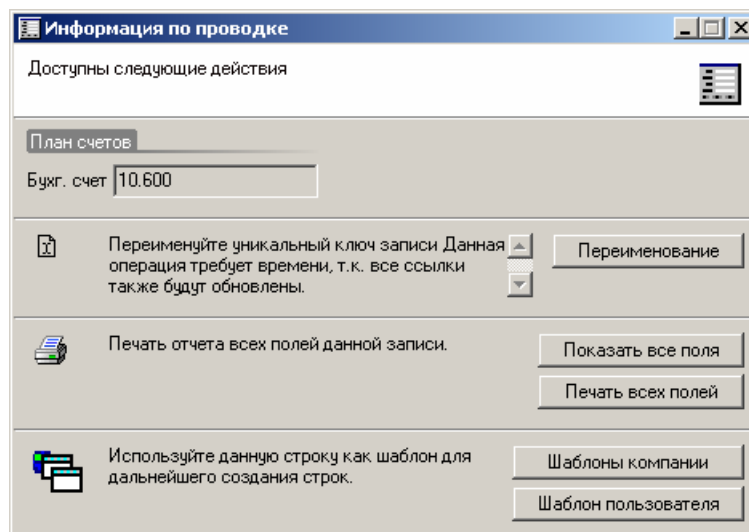 Информация по проводке
Доступны следующие действия
План счетов
Бухг. счет 10.600
Переименуйте уникальный ключ записи Данная
операция требует времени, т.к. все ссылки
также будут обновлены.
Переименование
Печать отчета всех полей данной записи.
Показать все поля
Печать всех полей
Используйте данную строку как шаблон для
дальнейшего создания строк.
Шаблоны компании
Шаблон пользователя